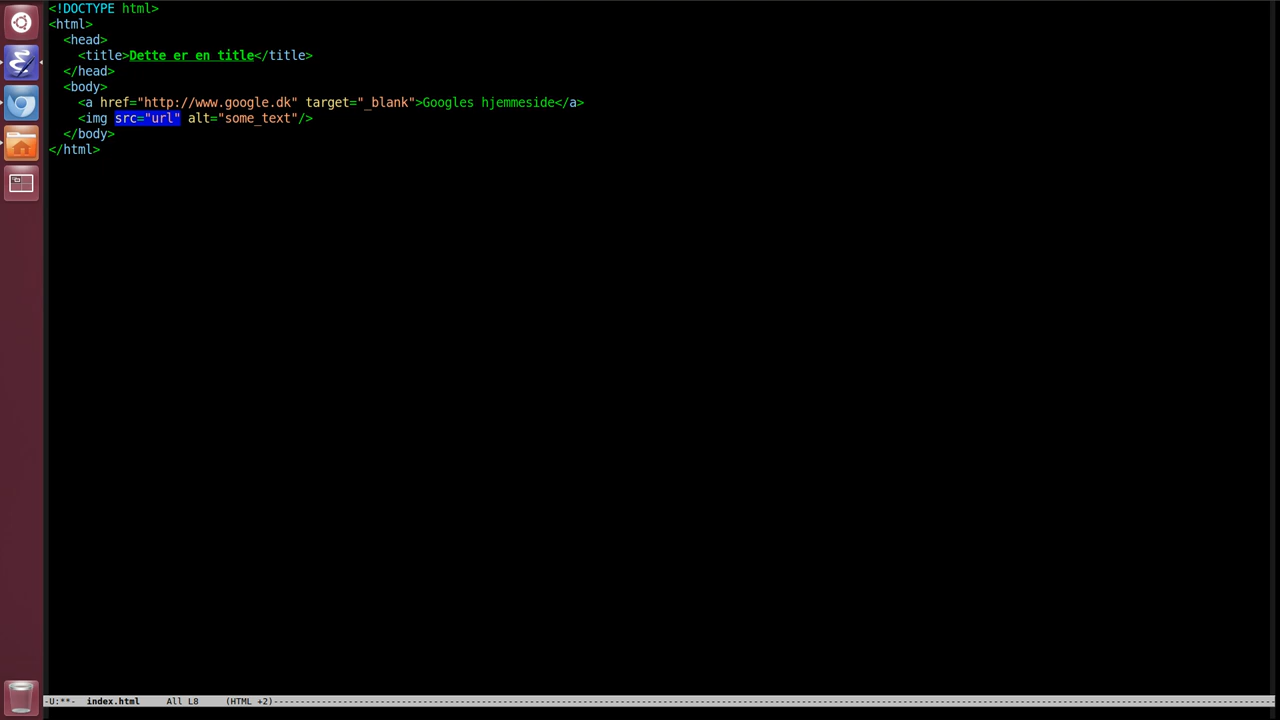 <!DOCTYPE html>
<html>
  <head>
    <title>Dette er en title</title>
  </head>
  <body>
    <a href="http://www.google.dk" target="_blank">Googles hjemmeside</a>
    <img src="url" alt="some_text"/>
  </body>
</html>
-U:**-  index.html    All L8    (HTML +2)